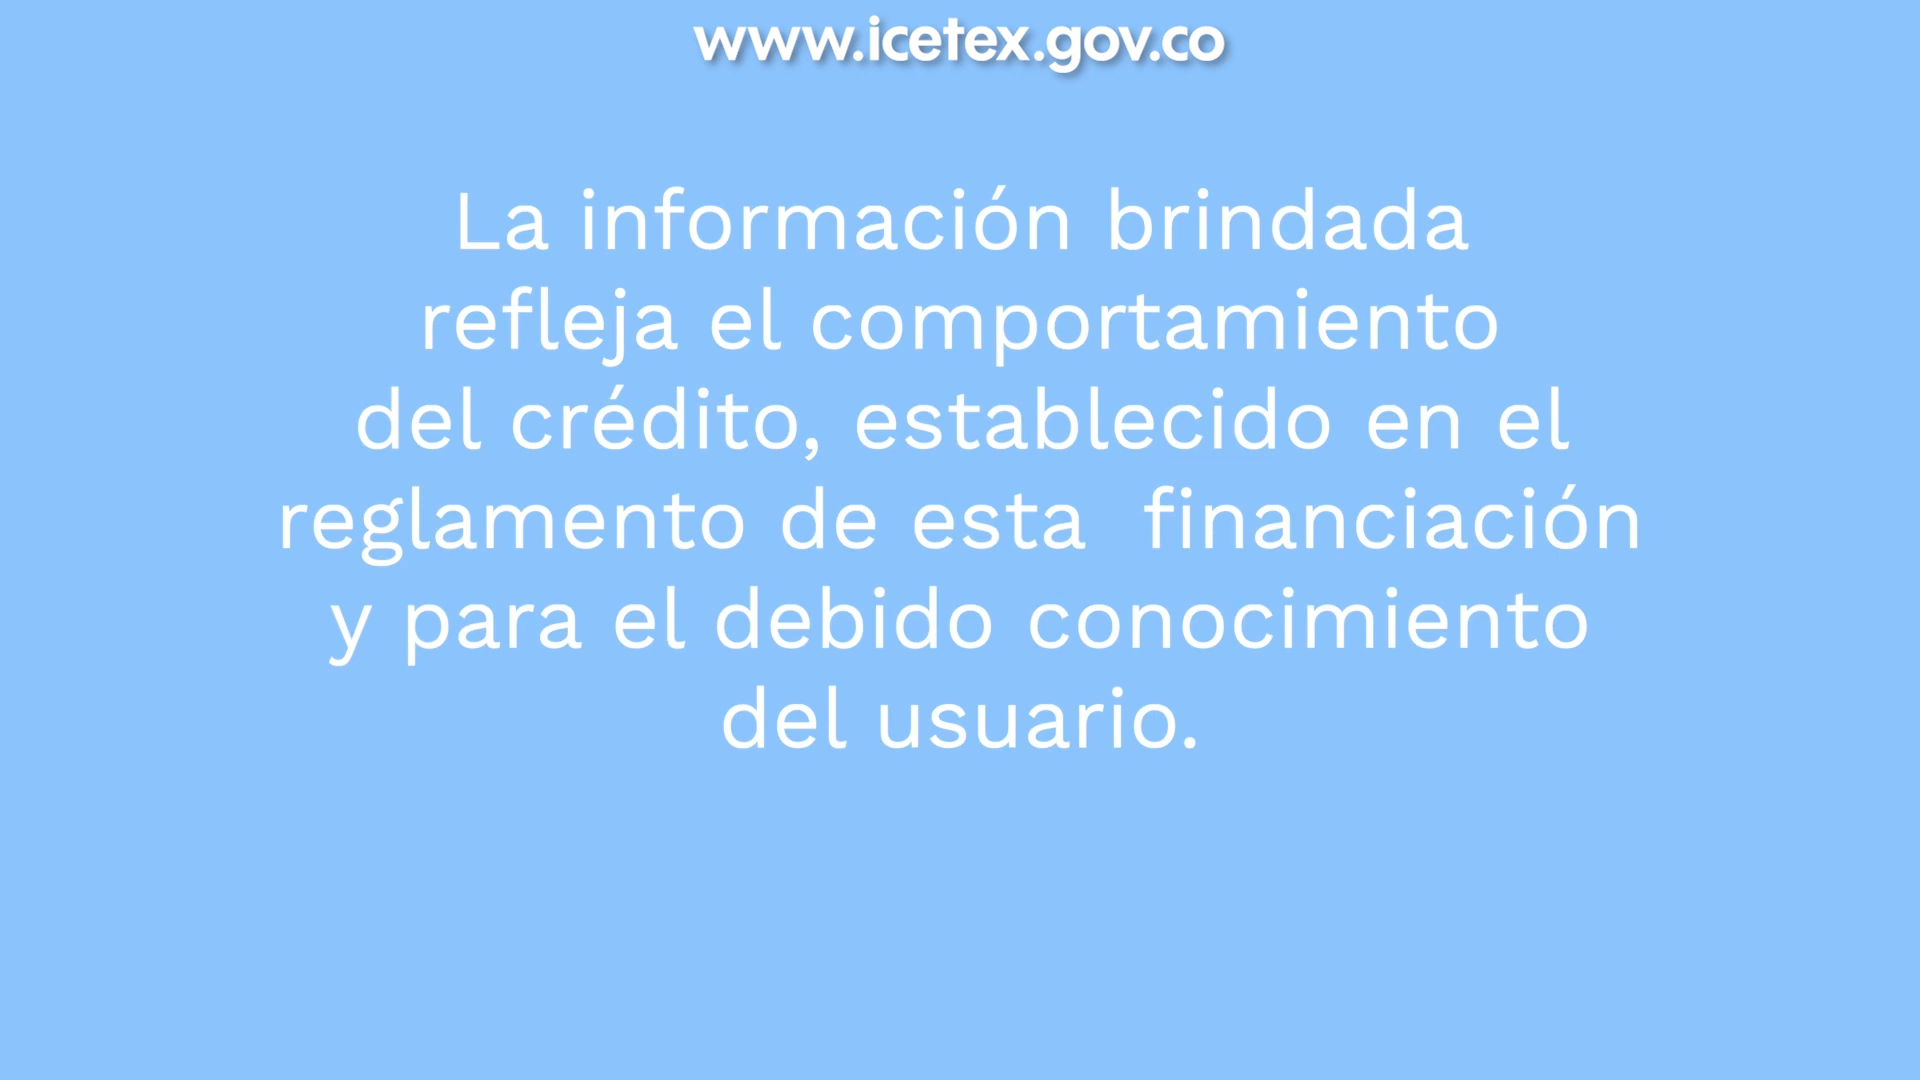 www.icetex.gov.co
La información brindada
refleja el comportamiento
del crédito, establecido en el
reglamento de esta  financiación
y para el debido conocimiento
del usuario.